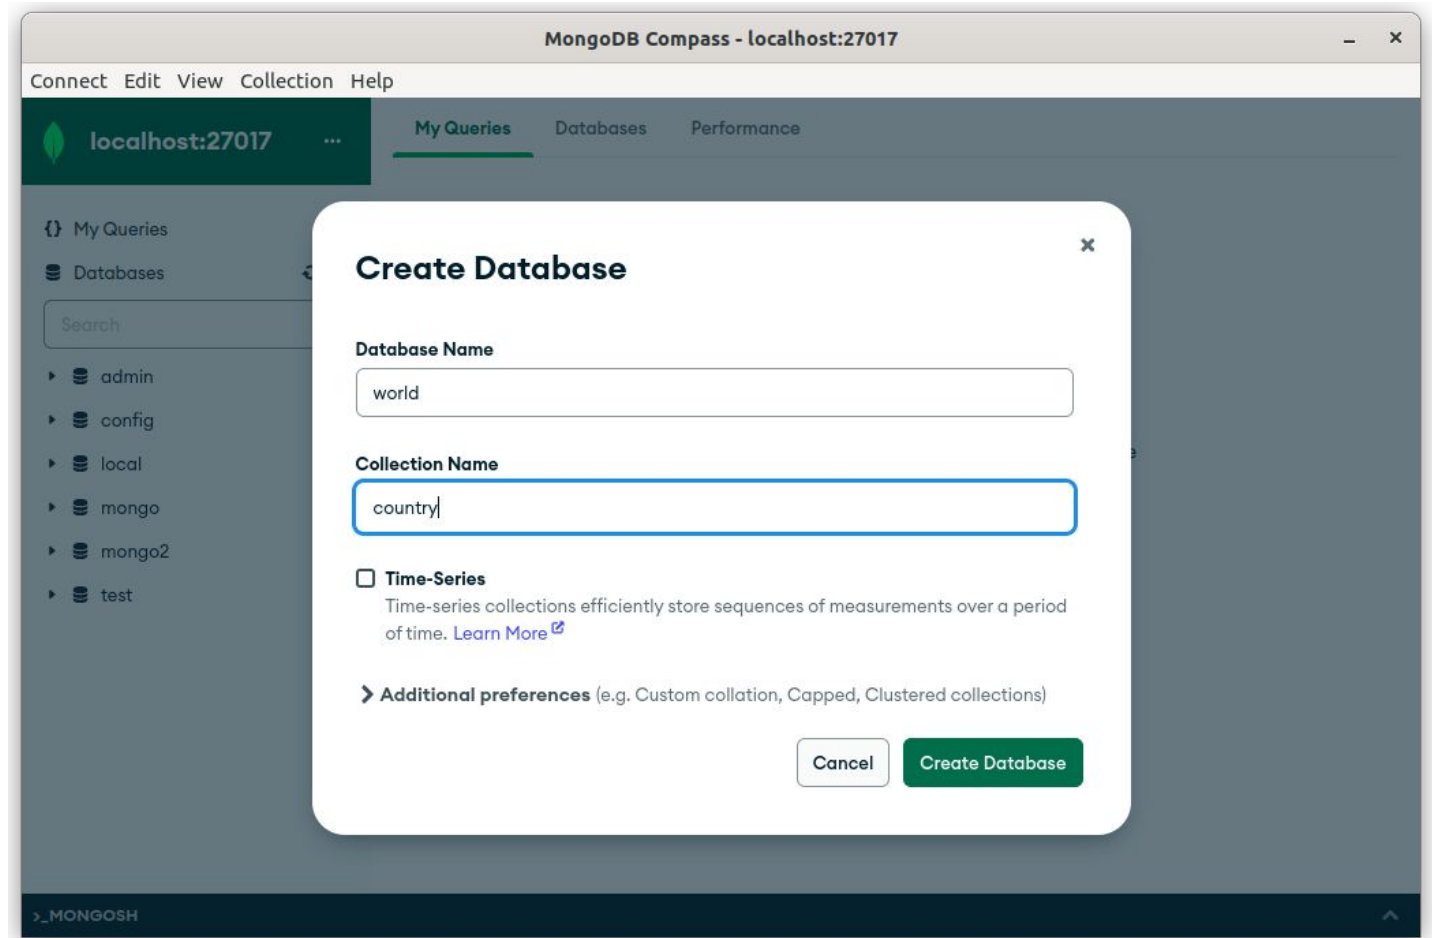 MongoDB Compass - localhost:27017
Connect Edit View Collection Help
localhost:27017 ...
My Queries Databases Performance
{} My Queries
Databases
Search
admin
config
local
mongo
mongo2
test
Create Database
Database Name
world
Collection Name
country
Time-Series
Time-series collections efficiently store sequences of measurements over a period
of time. Learn More
Additional preferences (e.g. Custom collation, Capped, Clustered collections)
Cancel Create Database
>_MONGOSH